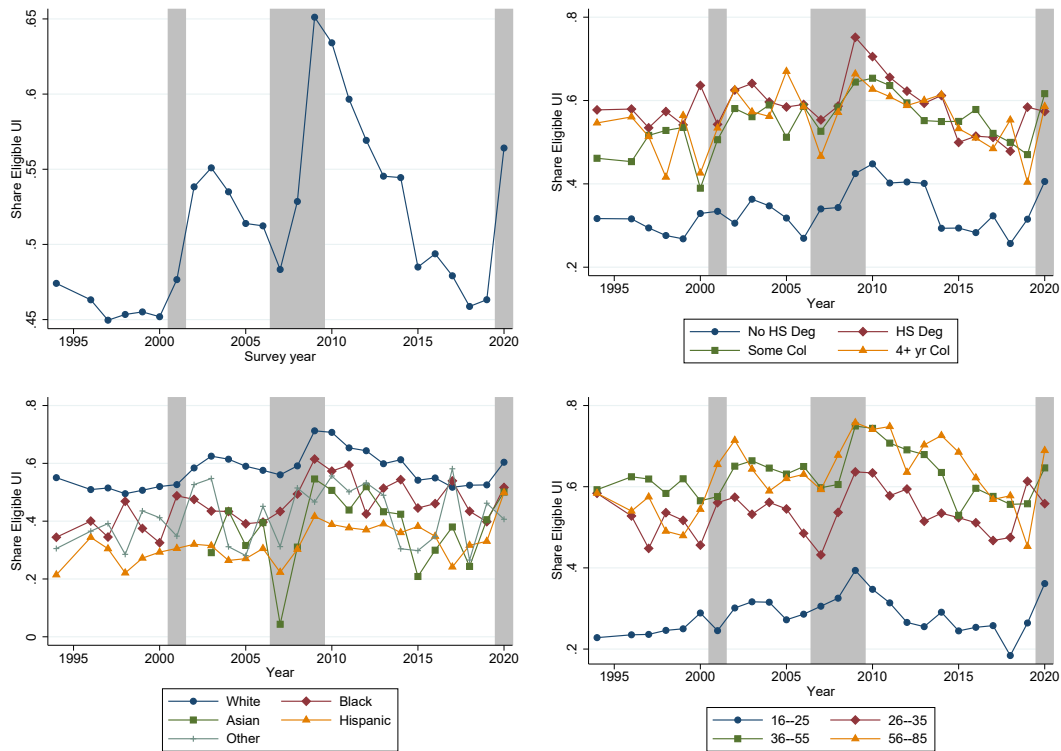 Share Eligible UI
.65
.6
.55
.5
.45
1995 2000 2005 2010 2015 2020
Survey year
Share Eligible UI
.8
.6
.4
.2
1995 2000 2005 2010 2015 2020
Year
No HS Deg HS Deg
Some Col 4+ yr Col
Share Eligible UI
.8
.6
.4
.2
0
1995 2000 2005 2010 2015 2020
Year
White Black
Asian Hispanic
Other
Share Eligible UI
.8
.6
.4
.2
1995 2000 2005 2010 2015 2020
Year
16--25 26--35
36--55 56--85